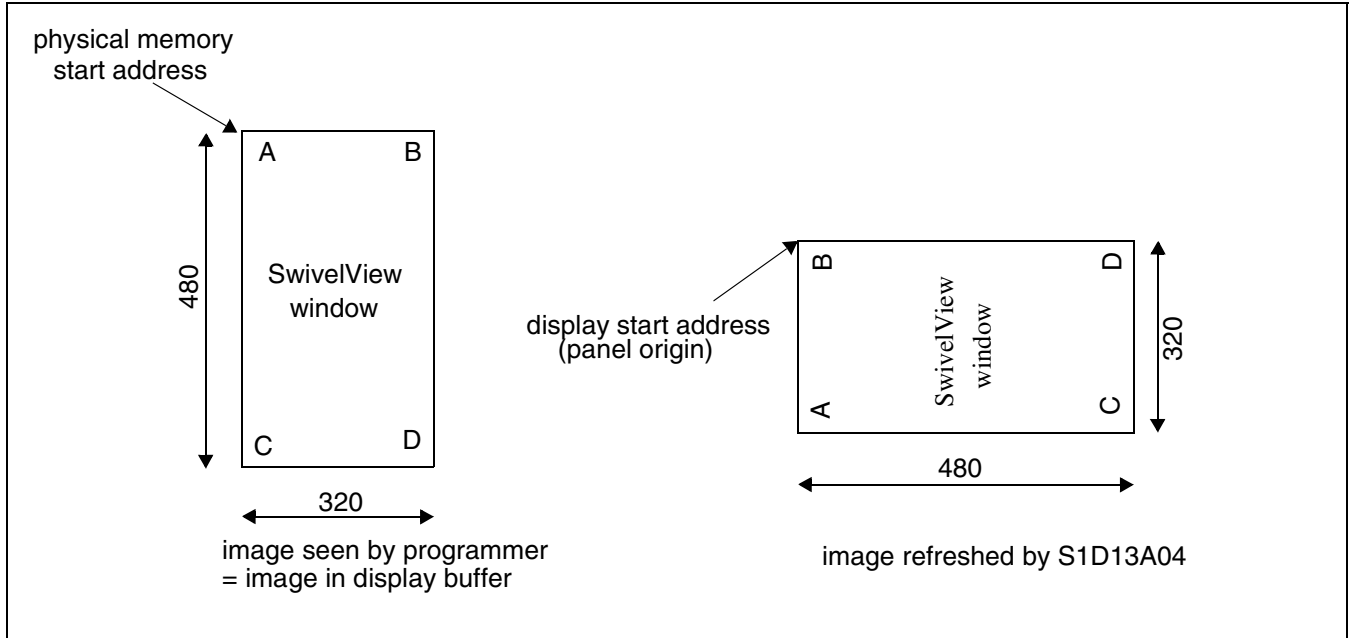 physical memory
start address
A B
480
SwivelView
window
C D
320
image seen by programmer
= image in display buffer
display start address
(panel origin)
B D
SwivelView
window
320
A C
480
image refreshed by S1D13A04